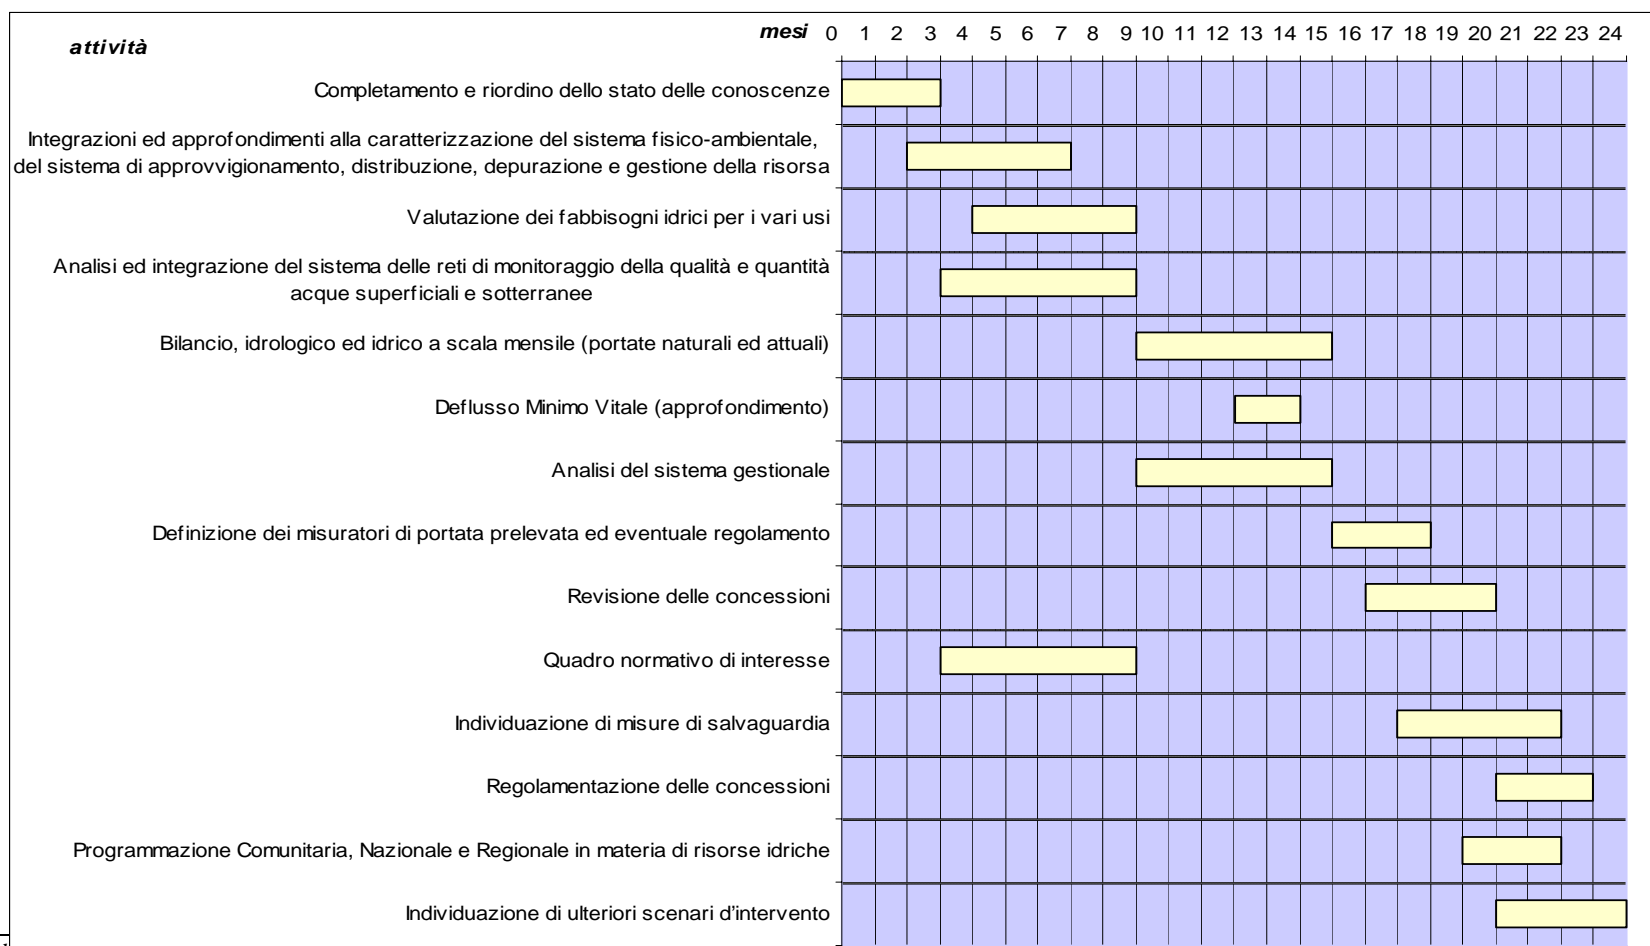 mesi 0 1 2 3 4 5 6 7 8 9 10 11 12 13 14 15 16 17 18 19 20 21 22 23 24
attività
Completamento e riordino dello stato delle conoscenze
Integrazioni ed approfondimenti alla caratterizzazione del sistema fisico-ambientale,
del sistema di approvvigionamento, distribuzione, depurazione e gestione della risorsa
Valutazione dei fabbisogni idrici per i vari usi
Analisi ed integrazione del sistema delle reti di monitoraggio della qualità e quantità
acque superficiali e sotterranee
Bilancio, idrologico ed idrico a scala mensile (portate naturali ed attuali)
Deflusso Minimo Vitale (approfondimento)
Analisi del sistema gestionale
Definizione dei misuratori di portata prelevata ed eventuale regolamento
Revisione delle concessioni
Quadro normativo di interesse
Individuazione di misure di salvaguardia
Regolamentazione delle concessioni
Programmazione Comunitaria, Nazionale e Regionale in materia di risorse idriche
Individuazione di ulteriori scenari d'intervento